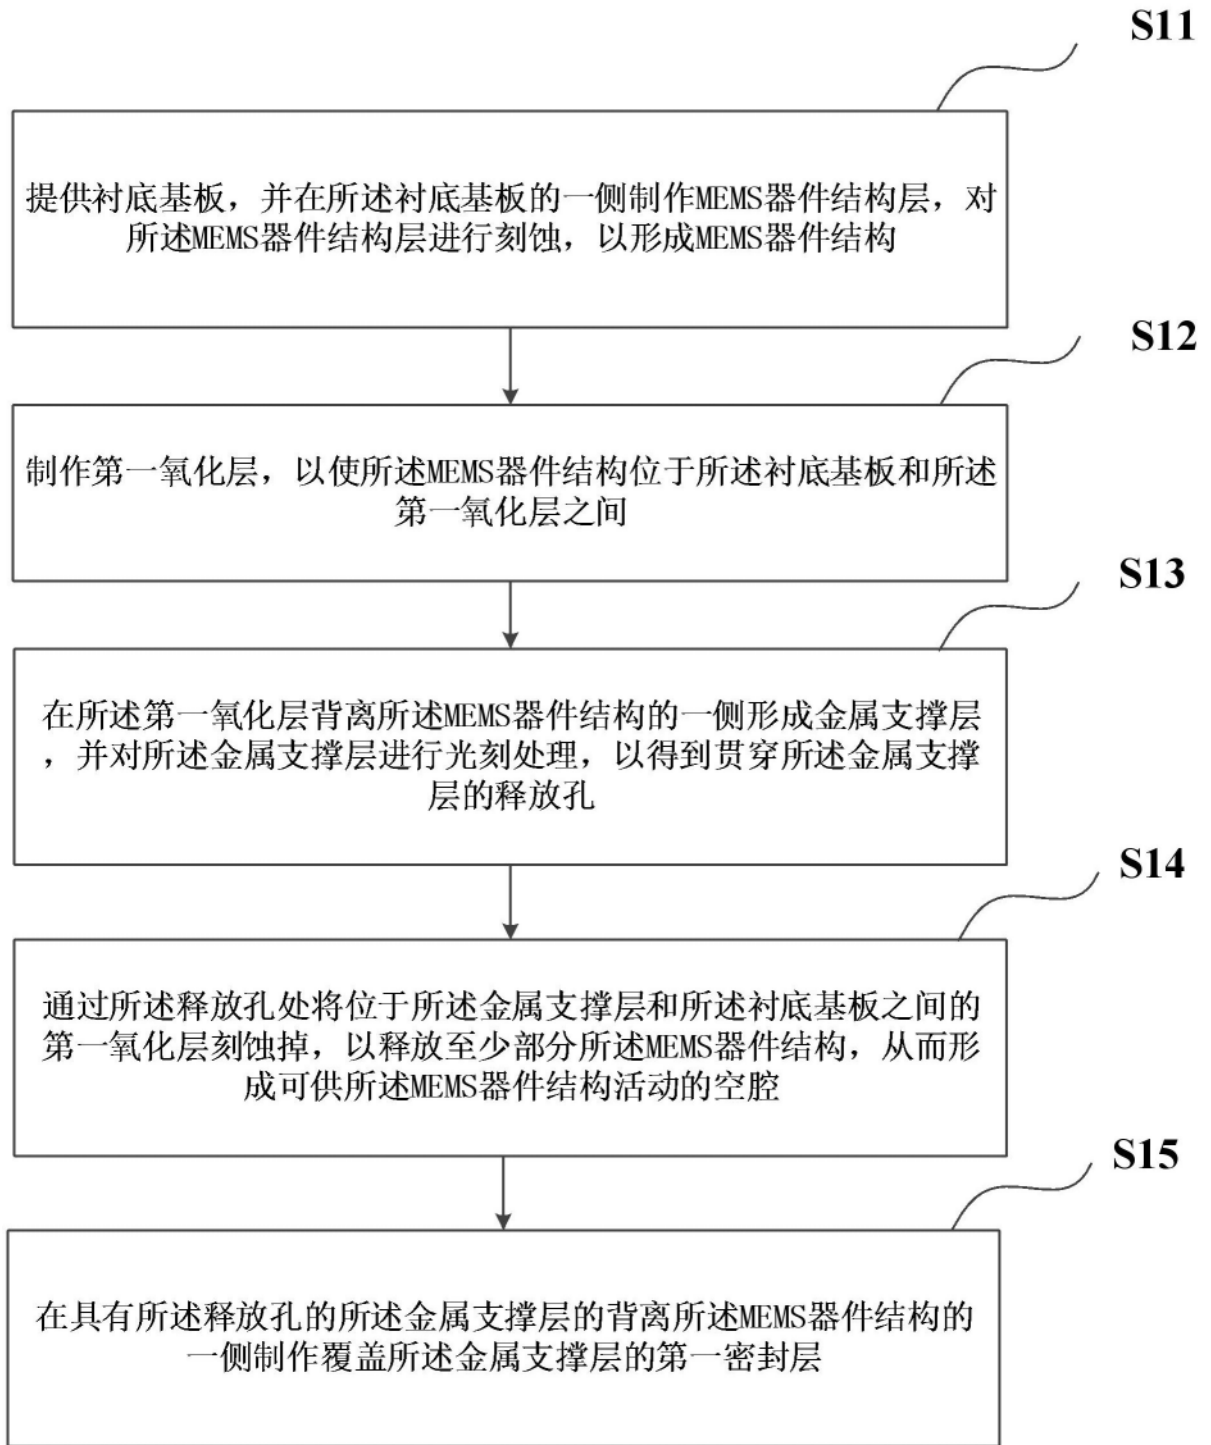 S11
提供衬底基板，并在所述衬底基板的一侧制作MEMS器件结构层，对
所述MEMS器件结构层进行刻蚀，以形成MEMS器件结构
S12
制作第一氧化层，以使所述MEMS器件结构位于所述衬底基板和所述
第一氧化层之间
S13
在所述第一氧化层背离所述MEMS器件结构的一侧形成金属支撑层
，并对所述金属支撑层进行光刻处理，以得到贯穿所述金属支撑
层的释放孔
S14
通过所述释放孔处将位于所述金属支撑层和所述衬底基板之间的
第一氧化层刻蚀掉，以释放至少部分所述MEMS器件结构，从而形
成可供所述MEMS器件结构活动的空腔
S15
在具有所述释放孔的所述金属支撑层的背离所述MEMS器件结构的
一侧制作覆盖所述金属支撑层的第一密封层